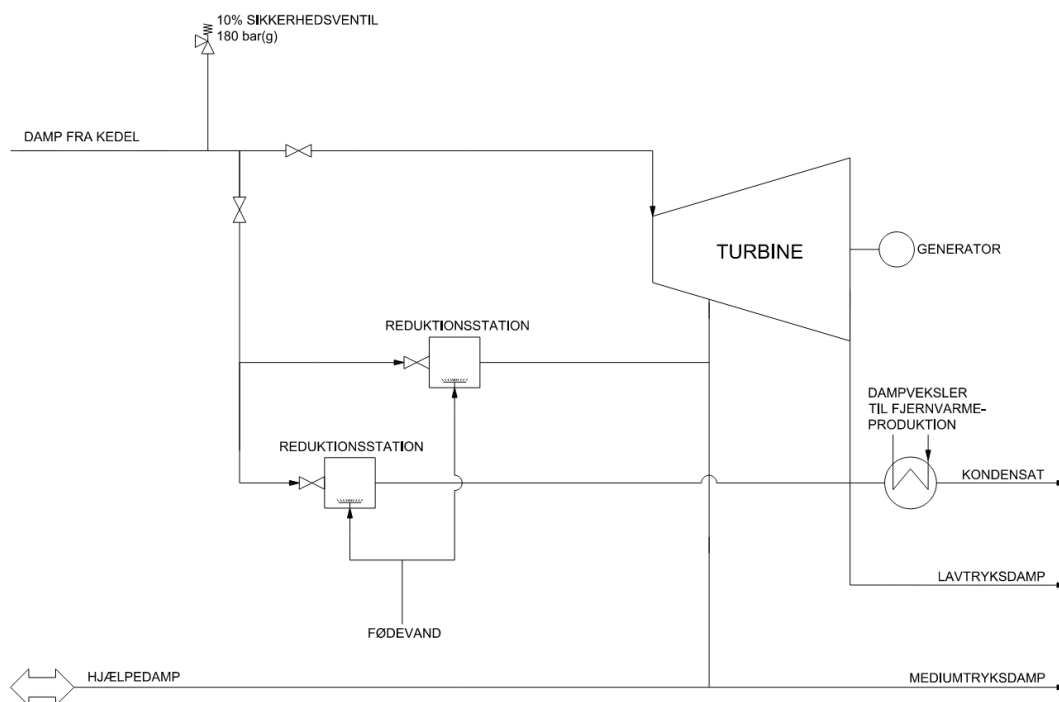 10% SIKKERHEDSVENTIL
180 bar(g)
DAMP FRA KEDEL
TURBINE
GENERATOR
REDUKTIONSSTATION
DAMPVEKSLER
TIL FJERNVARME-
PRODUKTION
REDUKTIONSSTATION
KONDENSAT
LAVTRYKSDAMP
FØDEVAND
HJÆLPEDAMP
MEDIUMTRYKSDAMP